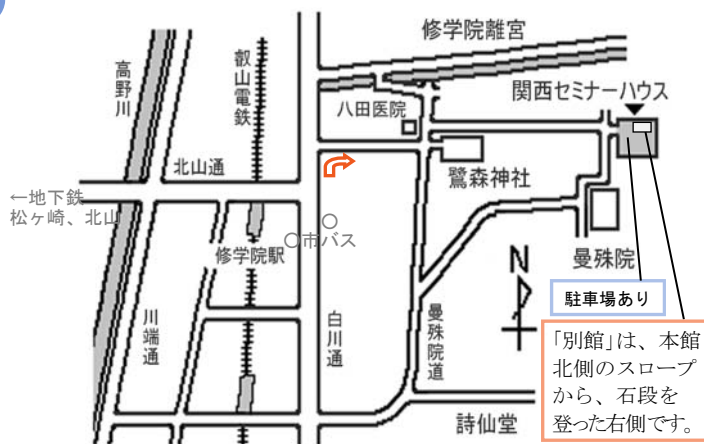 修学院離宮
高野川
叡山電鉄
八田医院
関西セミナーハウス
北山通
鷺森神社
←地下鉄
松ヶ崎、北山
○市バス
修学院駅
曼殊院
N
駐車場あり
川端通
白川通
曼殊院道
「別館」は、本館
北側のスロープ
から、石段を
登った右側です。
詩仙堂